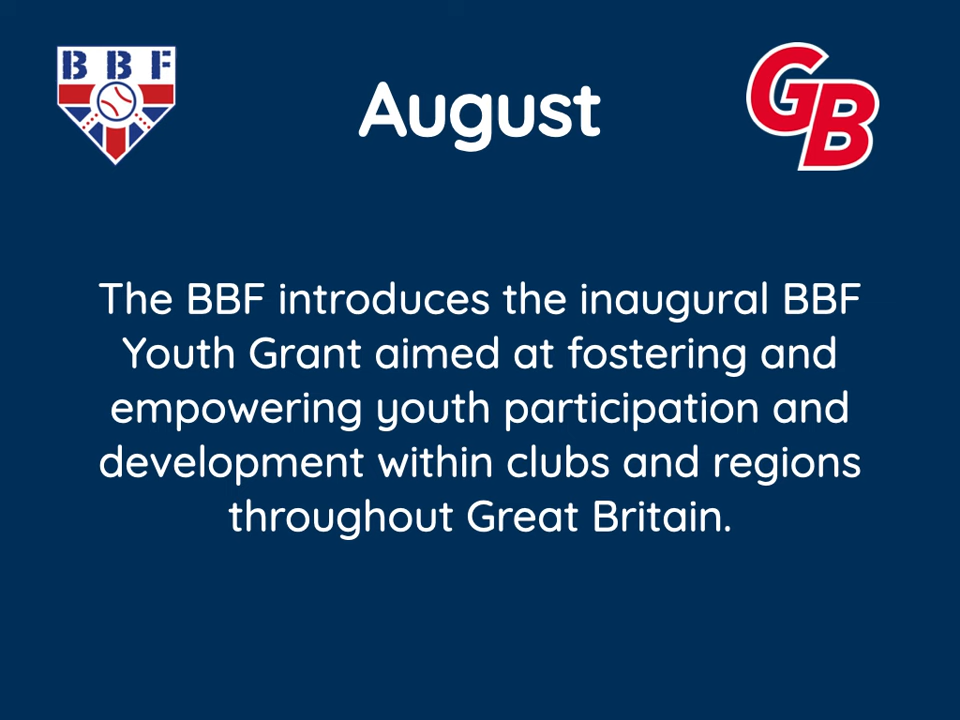 BBF
August
GB
The BBF introduces the inaugural BBF
Youth Grant aimed at fostering and
empowering youth participation and
development within clubs and regions
throughout Great Britain.